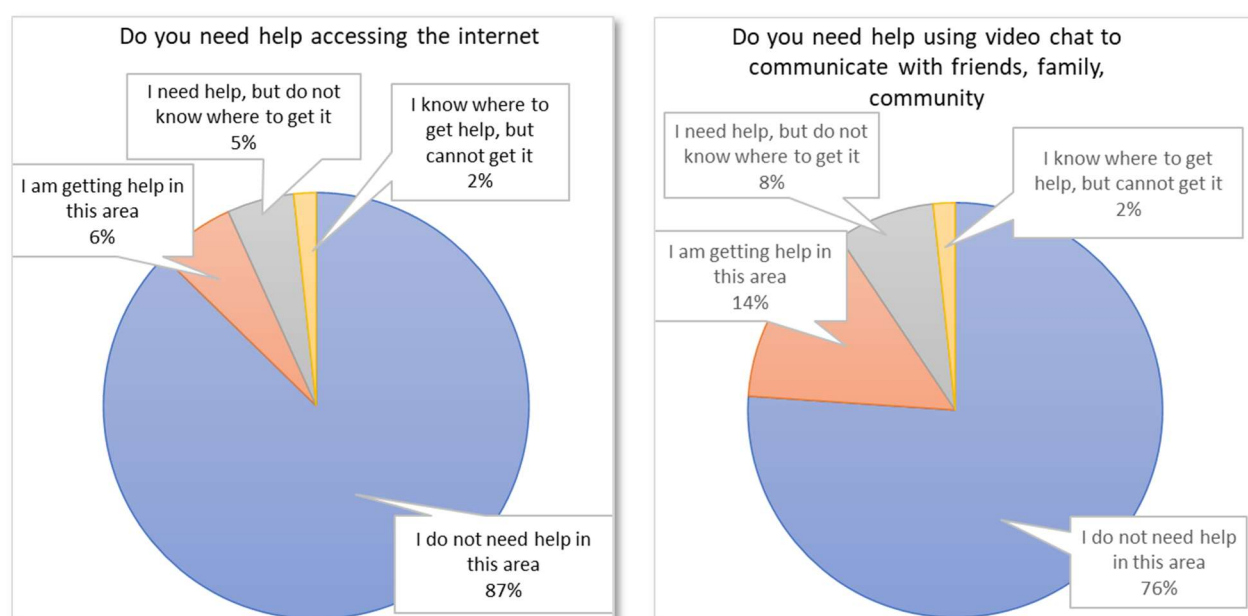 Do you need help accessing the internet
I need help, but do not
know where to get it
5%
I know where to
get help, but
cannot get it
2%
I am getting help in
this area
6%
I do not need help in
this area
87%
Do you need help using video chat to
communicate with friends, family,
community
I need help, but do not
know where to get it
8%
I know where to get
help, but cannot get it
2%
I am getting help in
this area
14%
I do not need help
in this area
76%